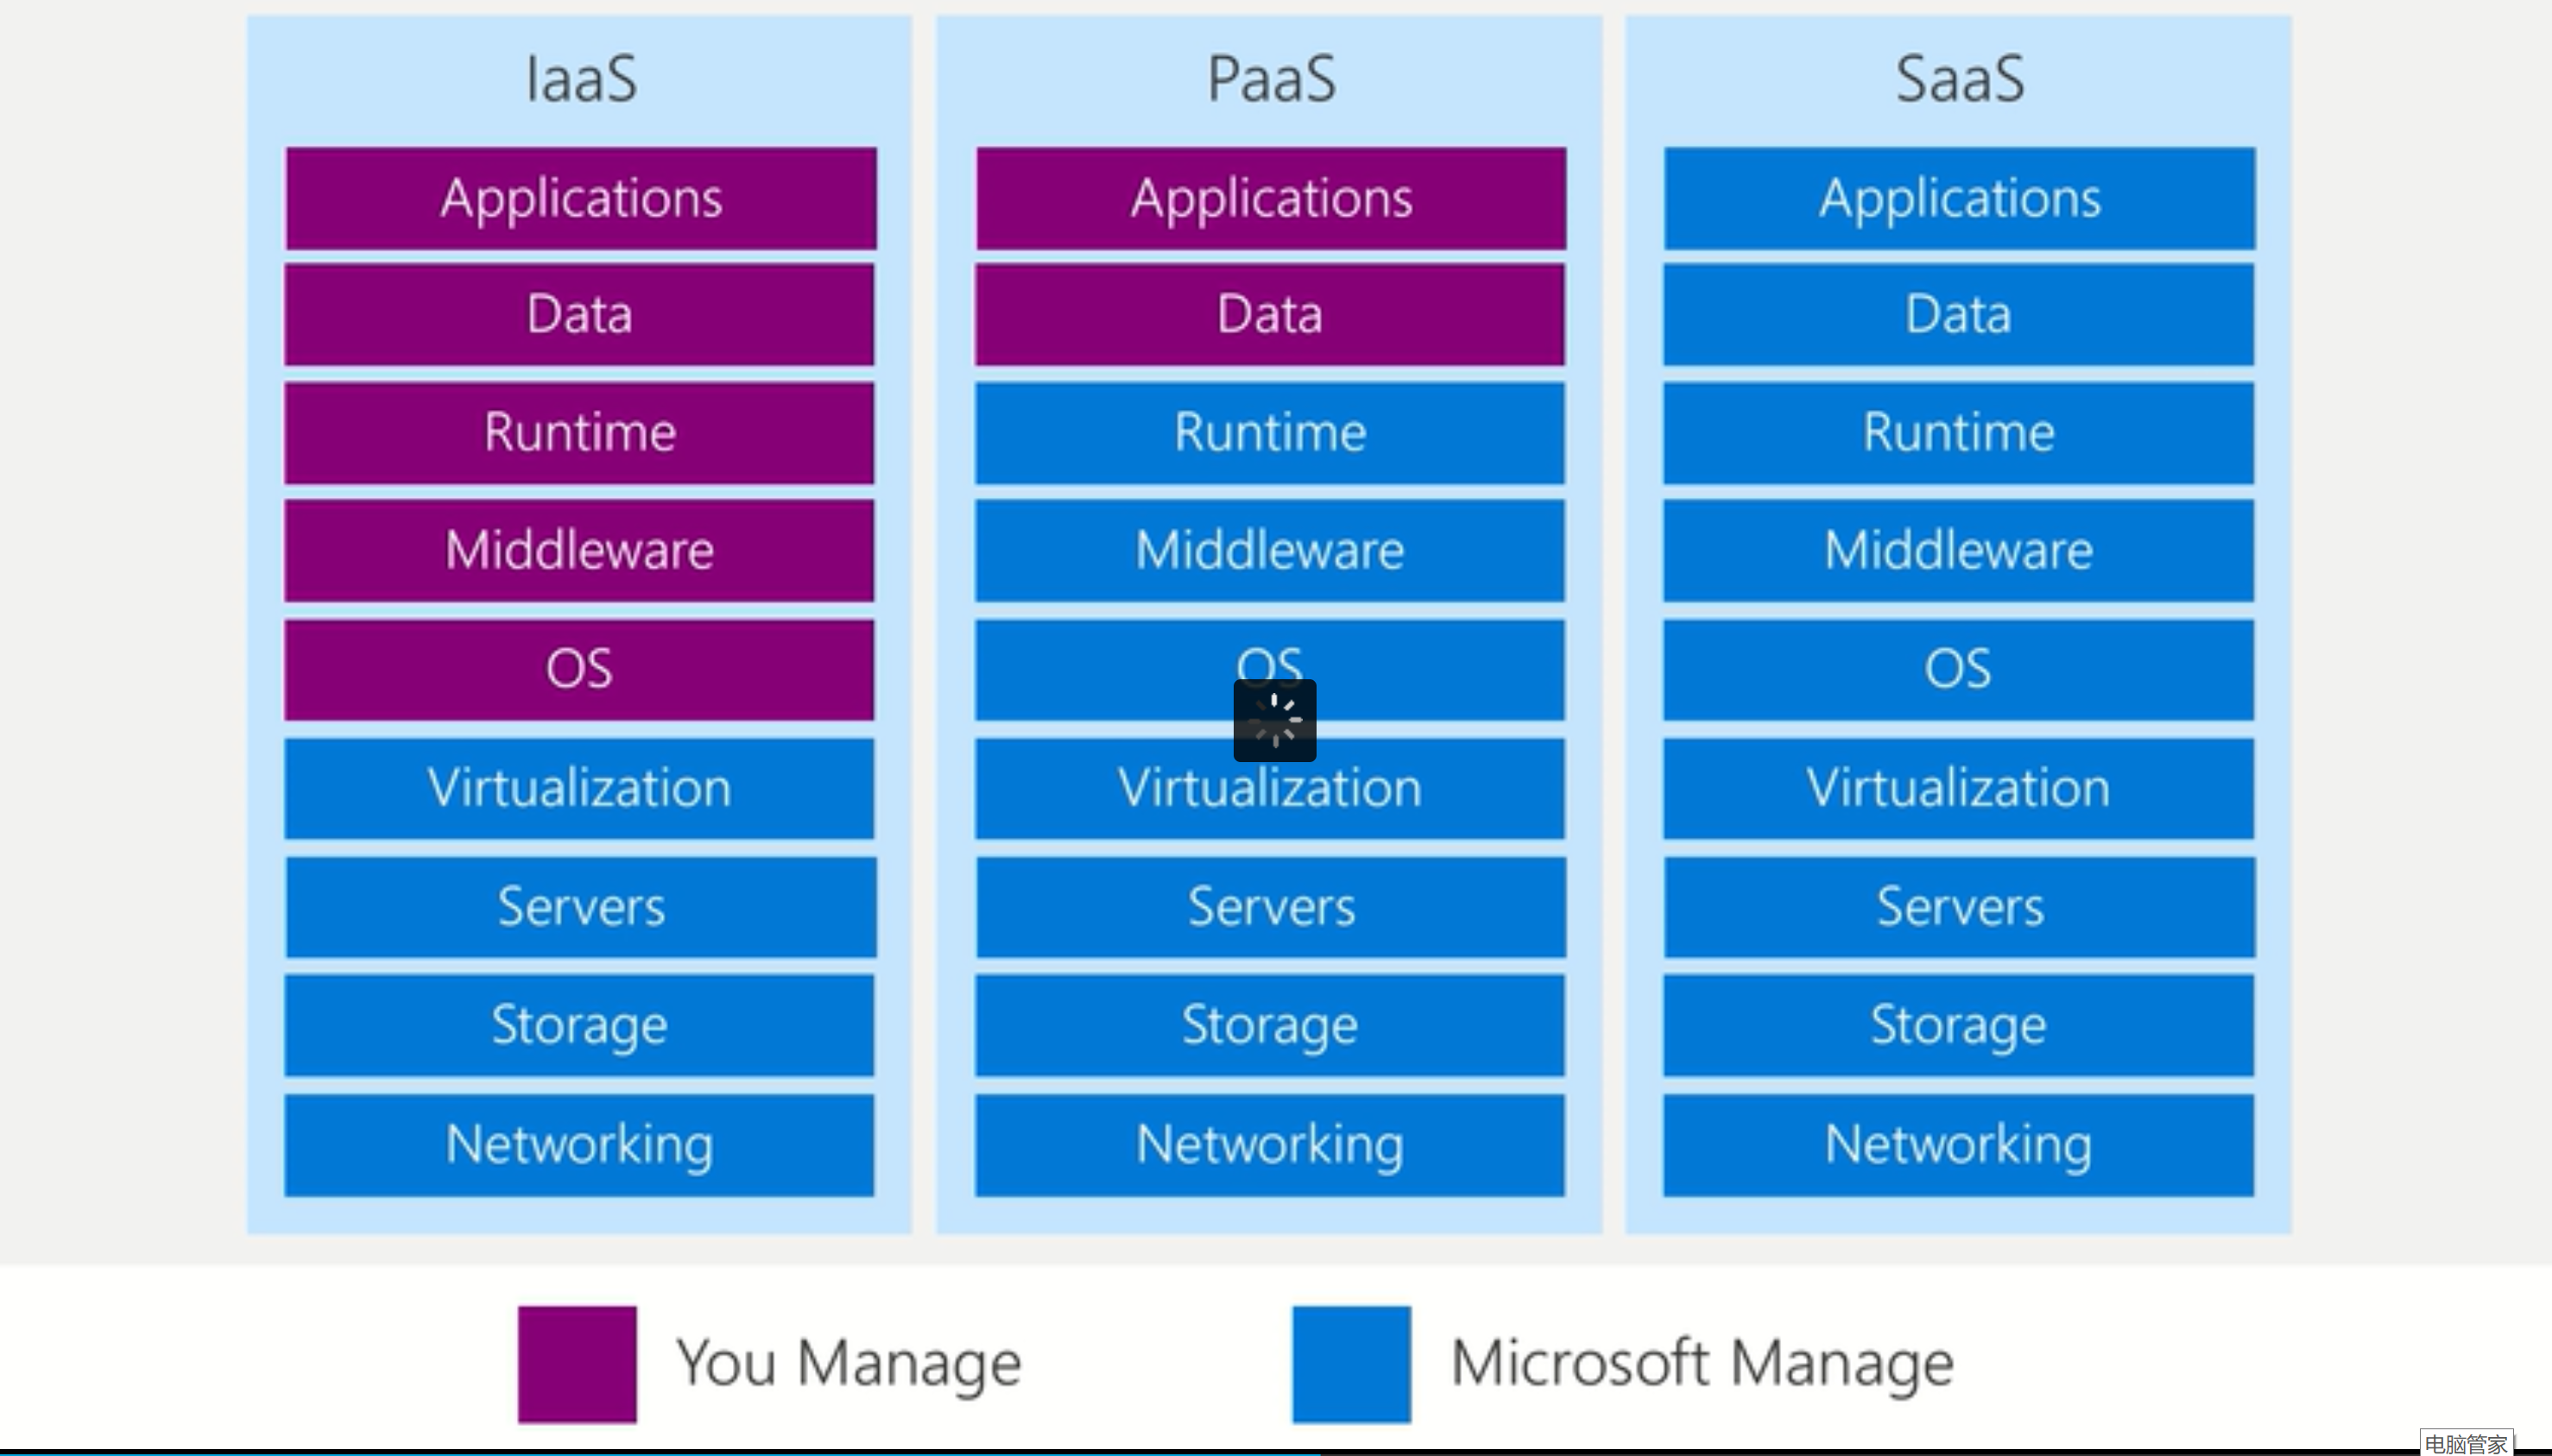 IaaS
Applications
Data
Runtime
Middleware
OS
Virtualization
Servers
Storage
Networking
PaaS
Applications
Data
Runtime
Middleware
OS
Virtualization
Servers
Storage
Networking
SaaS
Applications
Data
Runtime
Middleware
OS
Virtualization
Servers
Storage
Networking
You Manage
Microsoft Manage
电脑管家